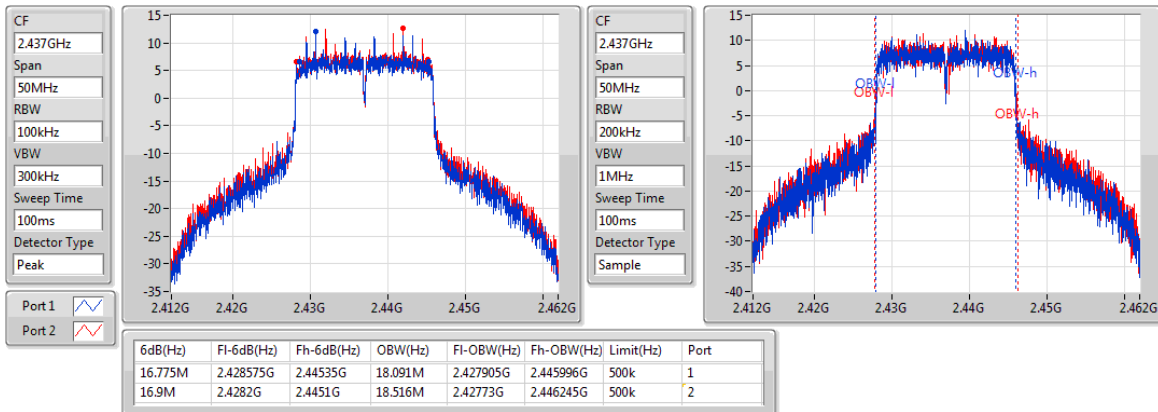 CF
2.437GHz
Span
50MHz
RBW
100kHz
VBW
300kHz
Sweep Time
100ms
Detector Type
Peak
Port 1
Port 2
15
10
5
0
-5
-10
-15
-20
-25
-30
-35
2.412G 2.42G 2.43G 2.44G 2.45G 2.462G
CF
2.437GHz
Span
50MHz
RBW
200kHz
VBW
1MHz
Sweep Time
100ms
Detector Type
Sample
15
10
5
0
-5
-10
-15
-20
-25
-30
-35
-40
OBW-l
OBW-l
OBW-h
OBW-h
2.412G 2.42G 2.43G 2.44G 2.45G 2.462G
6dB(Hz) Fl-6dB(Hz) Fh-6dB(Hz) OBW(Hz) Fl-OBW(Hz) Fh-OBW(Hz) Limit(Hz) Port
16.775M 2.428575G 2.44535G 18.091M 2.427905G 2.445996G 500k 1
16.9M 2.4282G 2.4451G 18.516M 2.42773G 2.446245G 500k 2